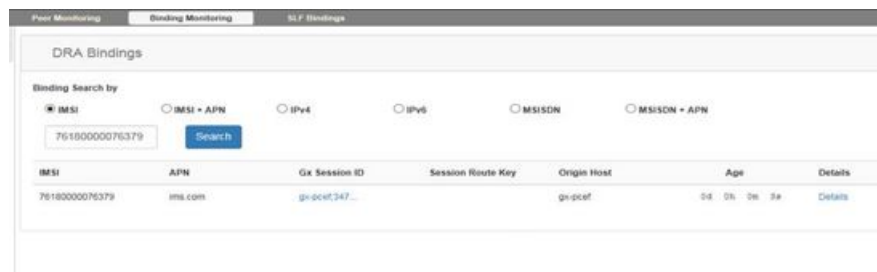 Peer Monitoring Binding Monitoring SLF Bindings
DRA Bindings
Binding Search by
IMSI IMSI + APN IPv4 IPv6 MSISDN MSISDN + APN
76180000076379 Search
IMSI APN Gx Session ID Session Route Key Origin Host Age Details
76180000076379 ims.com gx-pcef;347... gx-pcef 0d 0h 0m Details